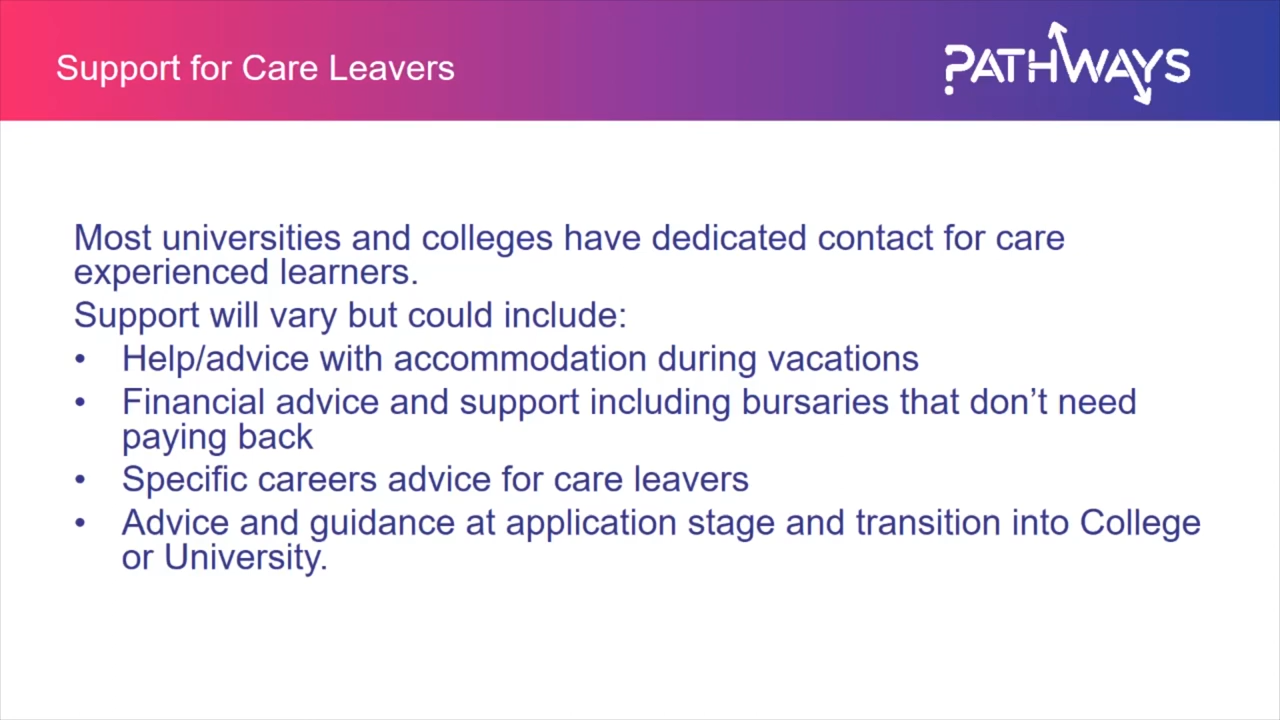 Support for Care Leavers
PATHWAYS
Most universities and colleges have dedicated contact for care
experienced learners.
Support will vary but could include:
• Help/advice with accommodation during vacations
• Financial advice and support including bursaries that don’t need
paying back
• Specific careers advice for care leavers
• Advice and guidance at application stage and transition into College
or University.